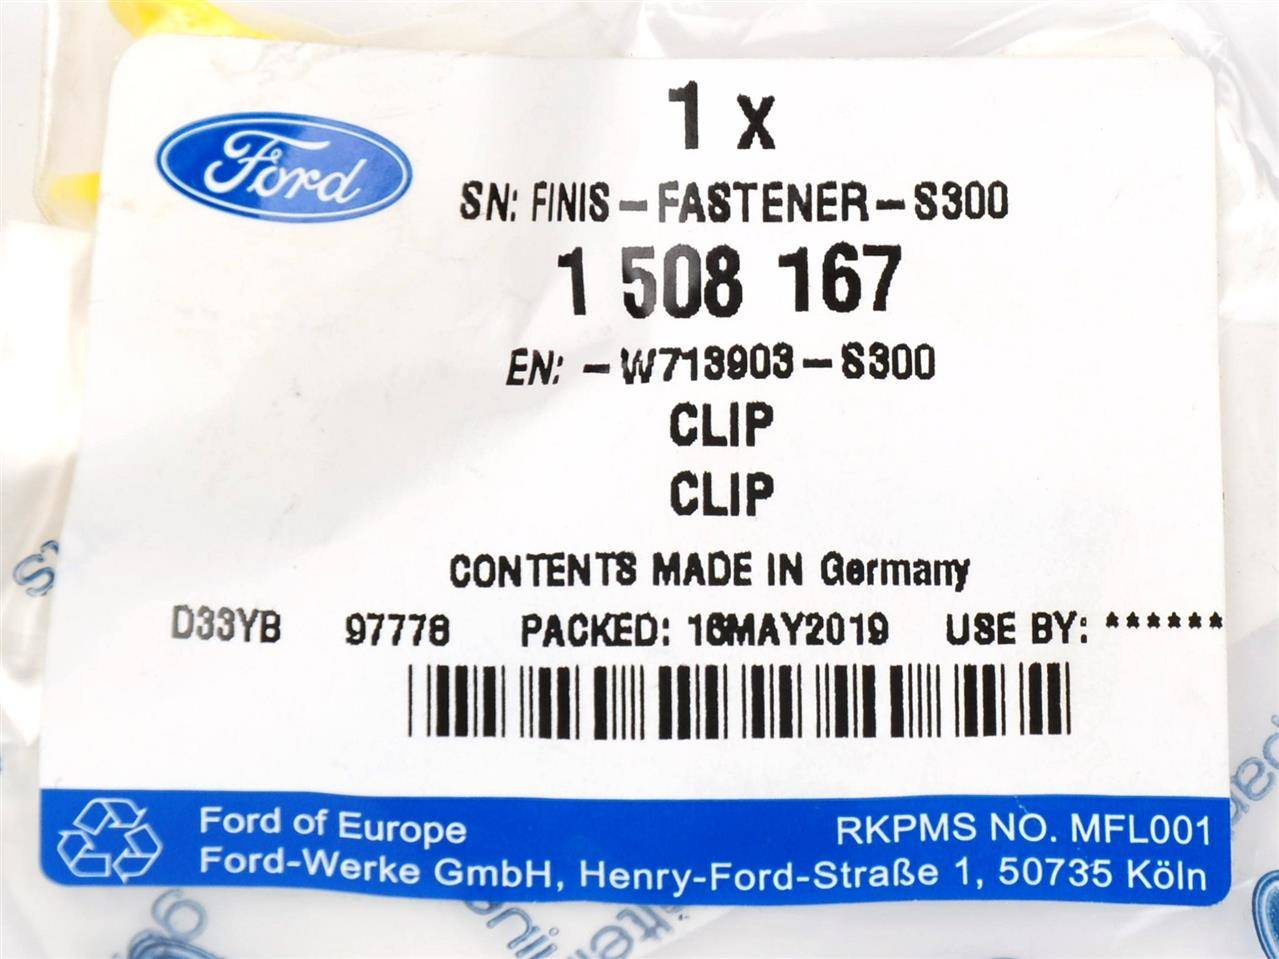 Ford
1 x
SN: FINIS-FASTENER-S300
1 508 167
EN: -W713903-S300
CLIP
CLIP
CONTENTS MADE IN Germany
D33YB 97778 PACKED: 16MAY2019 USE BY: ******
Ford of Europe
RKPMS NO. MFL001
Ford-Werke GmbH, Henry-Ford-Straße 1, 50735 Köln